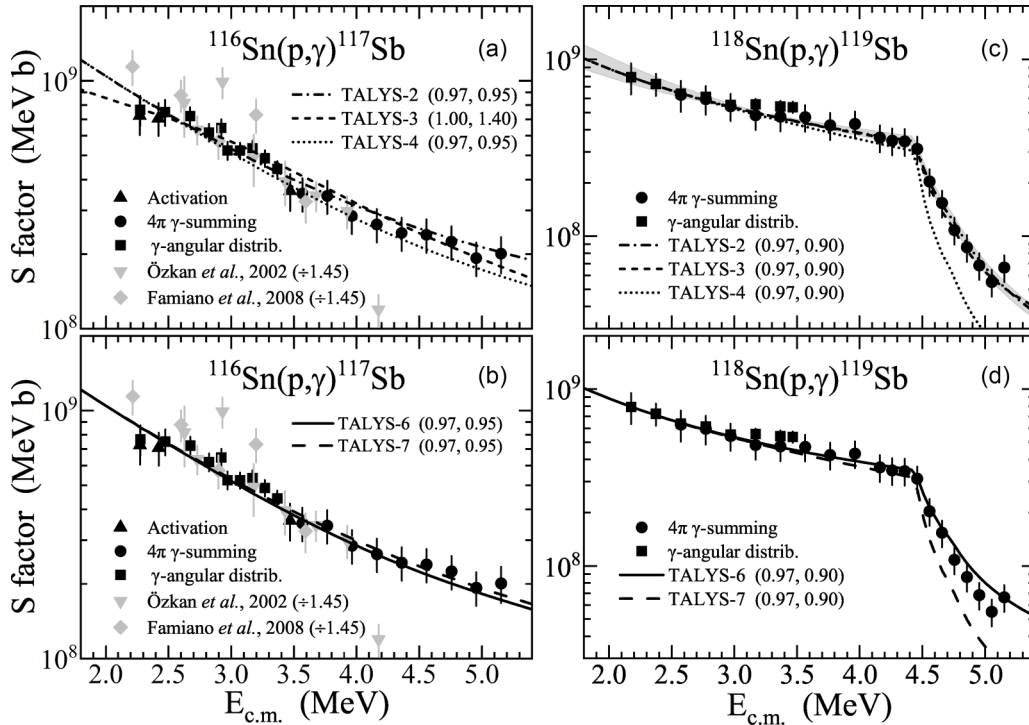 ¹¹⁶Sn(p,γ)¹¹⁷Sb (a)
TALYS-2 (0.97, 0.95)
TALYS-3 (1.00, 1.40)
TALYS-4 (0.97, 0.95)
Activation
4π γ-summing
γ-angular distrib.
Özkan et al., 2002 (÷1.45)
Famiano et al., 2008 (÷1.45)
10⁹
10⁸
S factor (MeV b)
¹¹⁸Sn(p,γ)¹¹⁹Sb (c)
4π γ-summing
γ-angular distrib.
TALYS-2 (0.97, 0.90)
TALYS-3 (0.97, 0.90)
TALYS-4 (0.97, 0.90)
10⁹
10⁸
¹¹⁶Sn(p,γ)¹¹⁷Sb
(b)
TALYS-6 (0.97, 0.95)
TALYS-7 (0.97, 0.95)
Activation
4π γ-summing
γ-angular distrib.
Özkan et al., 2002 (÷1.45)
Famiano et al., 2008 (÷1.45)
10⁹
10⁸
S factor (MeV b)
2.0 2.5 3.0 3.5 4.0 4.5 5.0
E_c.m. (MeV)
¹¹⁸Sn(p,γ)¹¹⁹Sb (d)
4π γ-summing
γ-angular distrib.
TALYS-6 (0.97, 0.90)
TALYS-7 (0.97, 0.90)
10⁹
10⁸
2.0 2.5 3.0 3.5 4.0 4.5 5.0
E_c.m. (MeV)